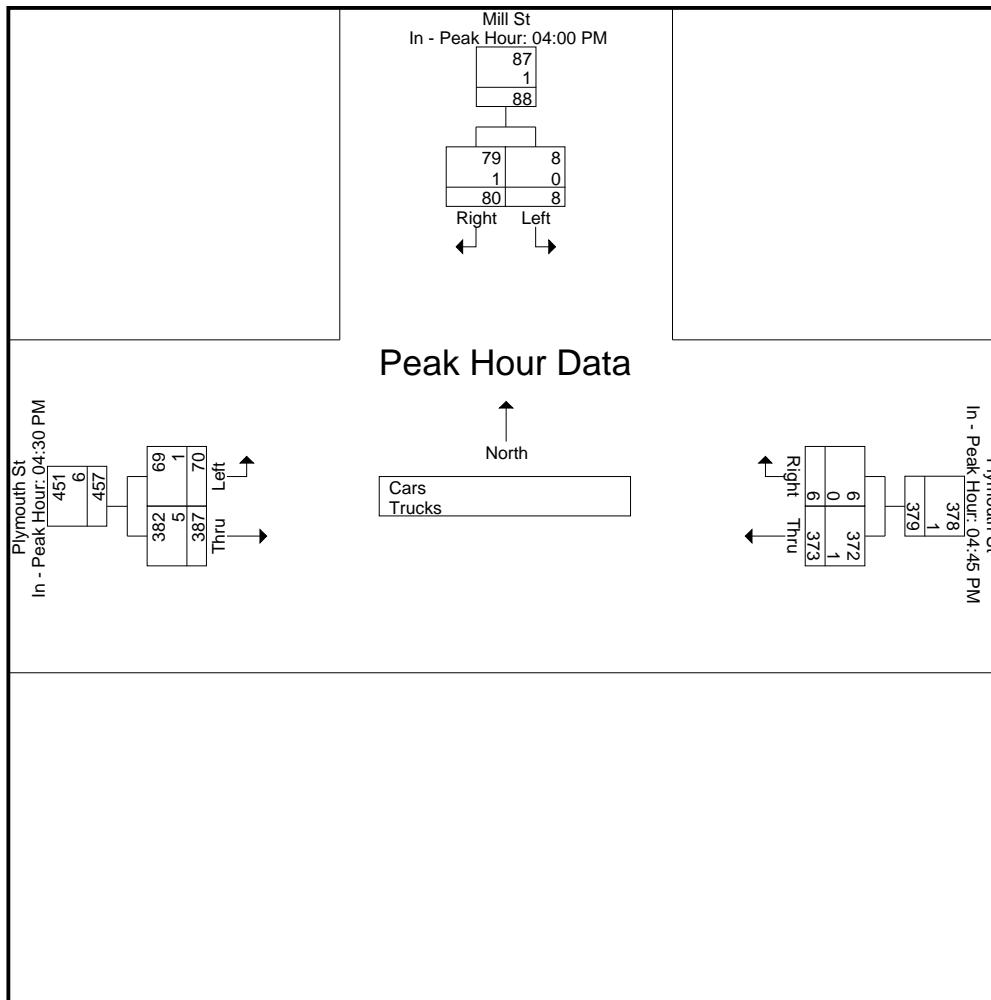 Mill St
In - Peak Hour: 04:00 PM
87
1
88
79 8
1 0
80 8
Right Left
Peak Hour Data
North
Cars
Trucks
Plymouth St
In - Peak Hour: 04:30 PM
451
6
457
69
1
70
Left
382
5
387
Thru
In - Peak Hour: 04:45 PM
378
1
379
6
0
6
Right
372
1
373
Thru